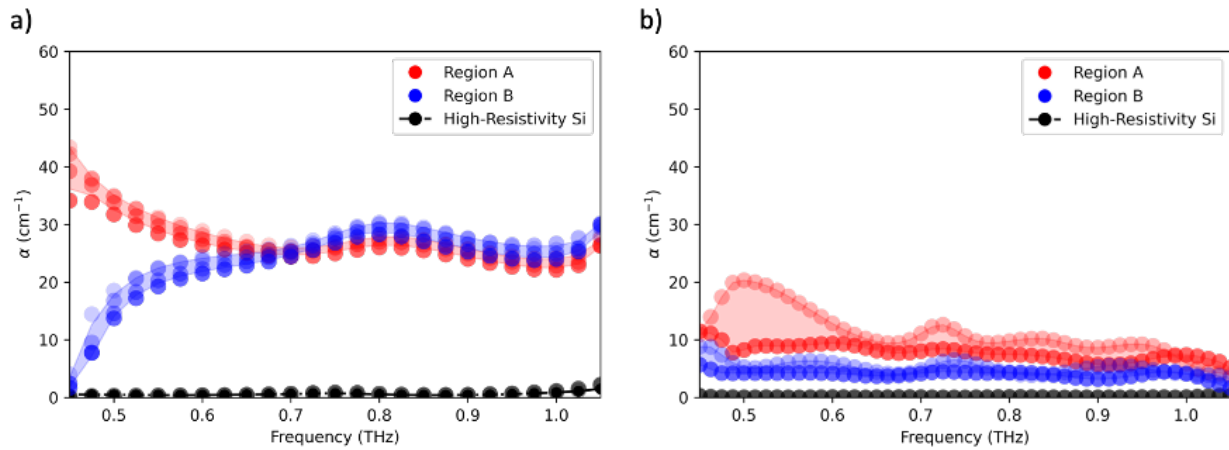 a)
60
50
40
30
20
10
0
α (cm⁻¹)
Region A
Region B
High-Resistivity Si
0.5 0.6 0.7 0.8 0.9 1.0
Frequency (THz)
b)
60
50
40
30
20
10
0
α (cm⁻¹)
Region A
Region B
High-Resistivity Si
0.5 0.6 0.7 0.8 0.9 1.0
Frequency (THz)